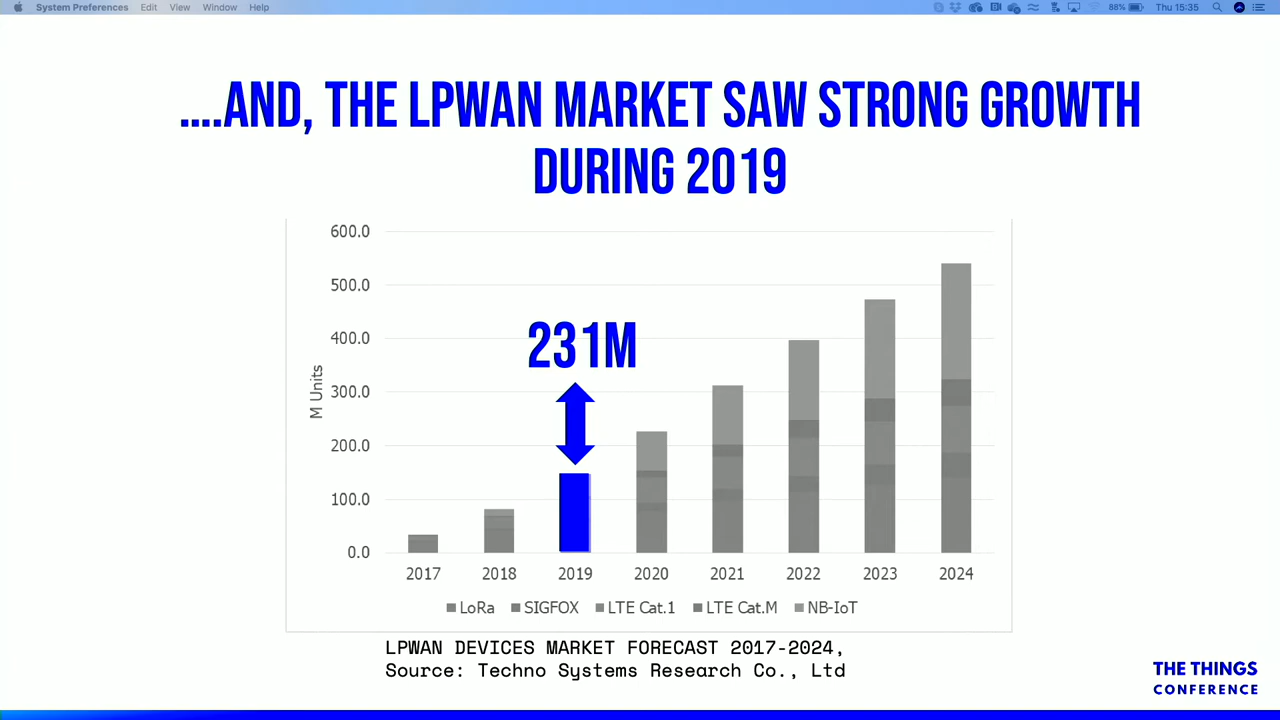 System Preferences Edit View Window Help 88% Thu 15:35
....AND, THE LPWAN MARKET SAW STRONG GROWTH
DURING 2019
600.0
500.0
400.0
300.0
200.0
100.0
0.0
M Units
231M
2017 2018 2019 2020 2021 2022 2023 2024
LoRa SIGFOX LTE Cat.1 LTE Cat.M NB-IoT
LPWAN DEVICES MARKET FORECAST 2017-2024,
Source: Techno Systems Research Co., Ltd
THE THINGS
CONFERENCE